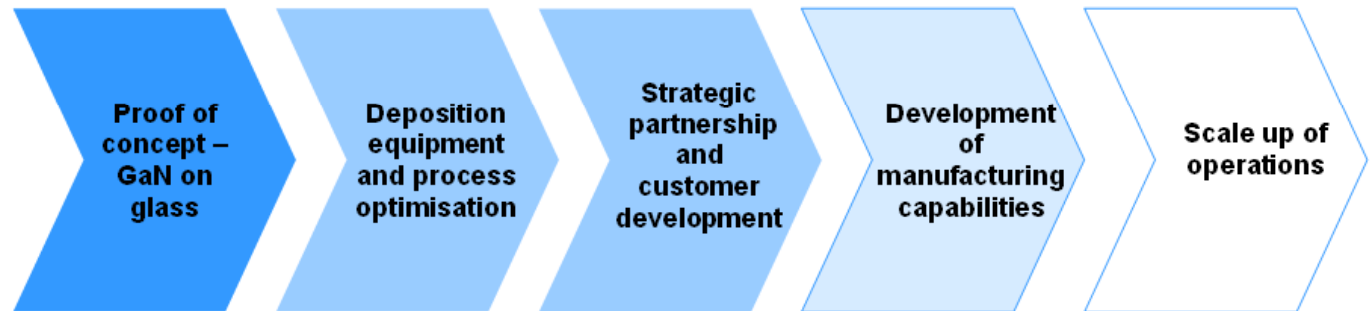 Proof of
concept –
GaN on
glass
Deposition
equipment
and process
optimisation
Strategic
partnership
and
customer
development
Development
of
manufacturing
capabilities
Scale up of
operations